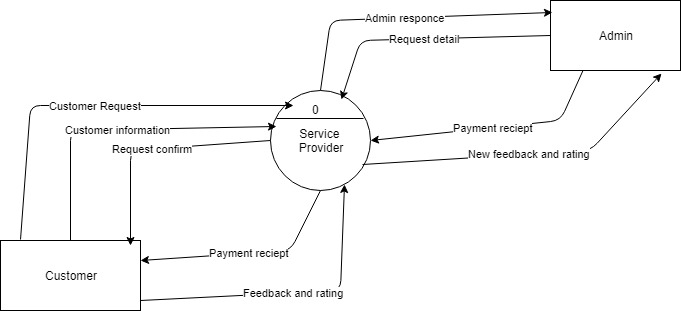 Admin responce
Request detail
Admin
Customer Request
0
Customer information
Service
Provider
Payment reciept
Request confirm
New feedback and rating
Payment reciept
Customer
Feedback and rating